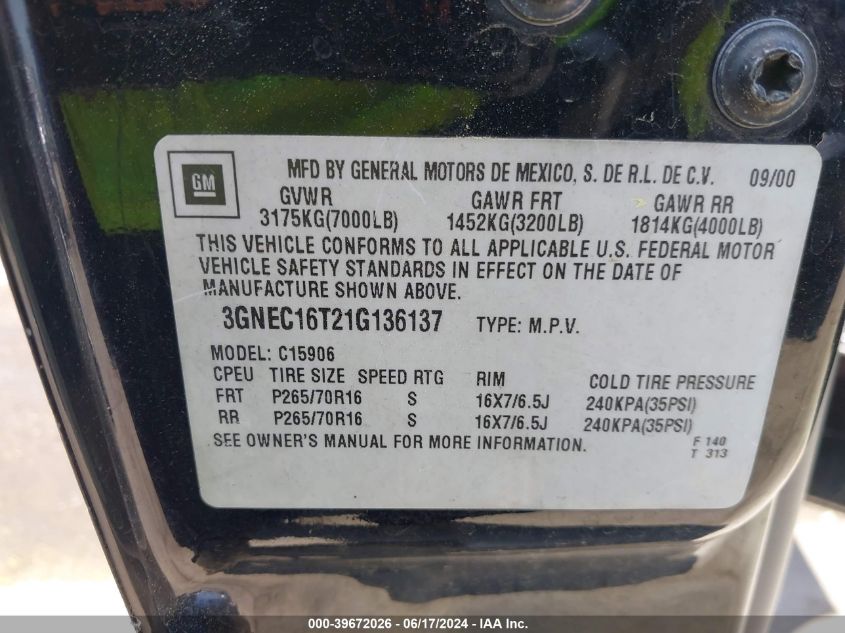 GM
MFD BY GENERAL MOTORS DE MEXICO, S. DE R.L. DE C.V. 09/00
GVWR GAWR FRT GAWR RR
3175KG(7000LB) 1452KG(3200LB) 1814KG(4000LB)
THIS VEHICLE CONFORMS TO ALL APPLICABLE U.S. FEDERAL MOTOR
VEHICLE SAFETY STANDARDS IN EFFECT ON THE DATE OF
MANUFACTURE SHOWN ABOVE.
3GNEC16T21G136137 TYPE: M.P.V.
MODEL: C15906
CPEU TIRE SIZE SPEED RTG RIM COLD TIRE PRESSURE
FRT P265/70R16 S 16X7/6.5J 240KPA(35PSI)
RR P265/70R16 S 16X7/6.5J 240KPA(35PSI)
SEE OWNER'S MANUAL FOR MORE INFORMATION.
F 140
T 313
000-39672026 - 06/17/2024 - IAA Inc.